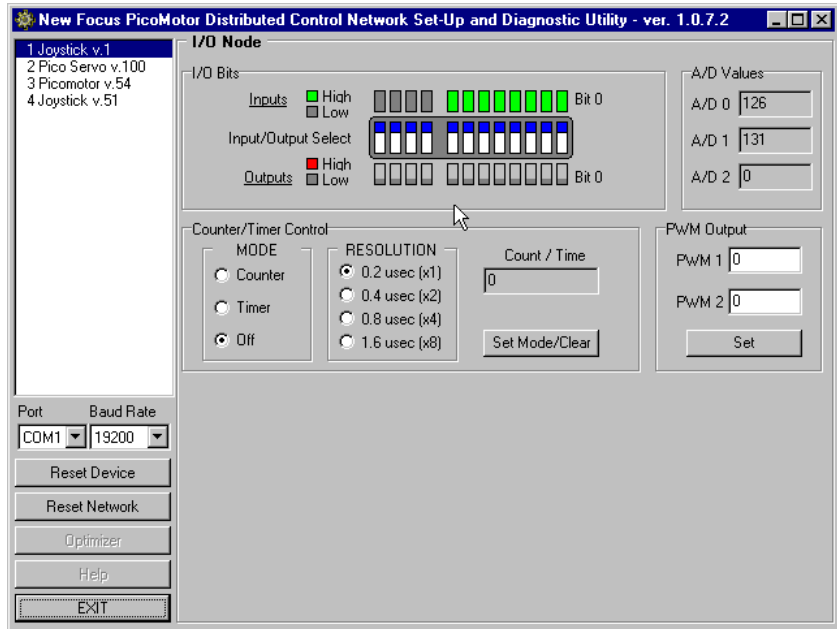 New Focus PicoMotor Distributed Control Network Set-Up and Diagnostic Utility - ver. 1.0.7.2
1 Joystick v.1
2 Pico Servo v.100
3 Picomotor v.54
4 Joystick v.51
I/O Node
I/O Bits
Inputs
High
Low
Bit 0
Input/Output Select
Outputs
High
Low
Bit 0
A/D Values
A/D 0 126
A/D 1 131
A/D 2 0
Counter/Timer Control
MODE
Counter
Timer
Off
RESOLUTION
0.2 usec (x1)
0.4 usec (x2)
0.8 usec (x4)
1.6 usec (x8)
Count / Time
0
Set Mode/Clear
PWM Output
PWM 1 0
PWM 2 0
Set
Port Baud Rate
COM1 19200
Reset Device
Reset Network
Optimizer
Help
EXIT